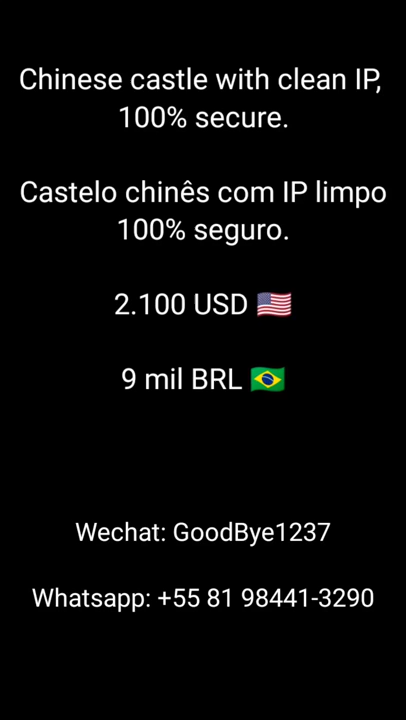 Chinese castle with clean IP,
100% secure.
Castelo chinês com IP limpo
100% seguro.
2.100 USD 🇺🇸
9 mil BRL 🇧🇷
Wechat: GoodBye1237
Whatsapp: +55 81 98441-3290